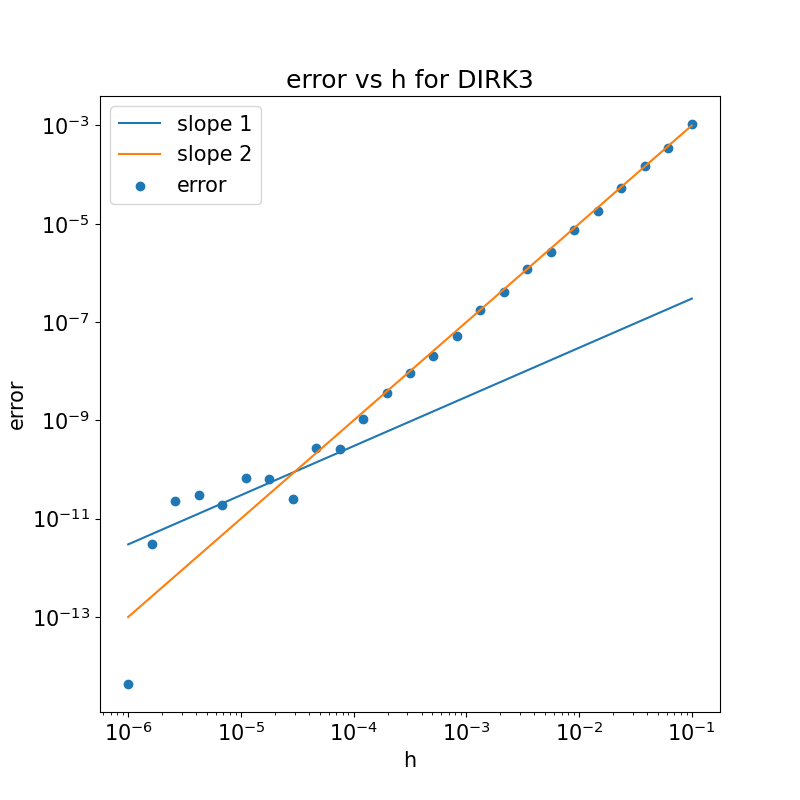 error vs h for DIRK3
slope 1
slope 2
error
10⁻³
10⁻⁵
10⁻⁷
10⁻⁹
10⁻¹¹
10⁻¹³
error
10⁻⁶
10⁻⁵
10⁻⁴
10⁻³
10⁻²
10⁻¹
h